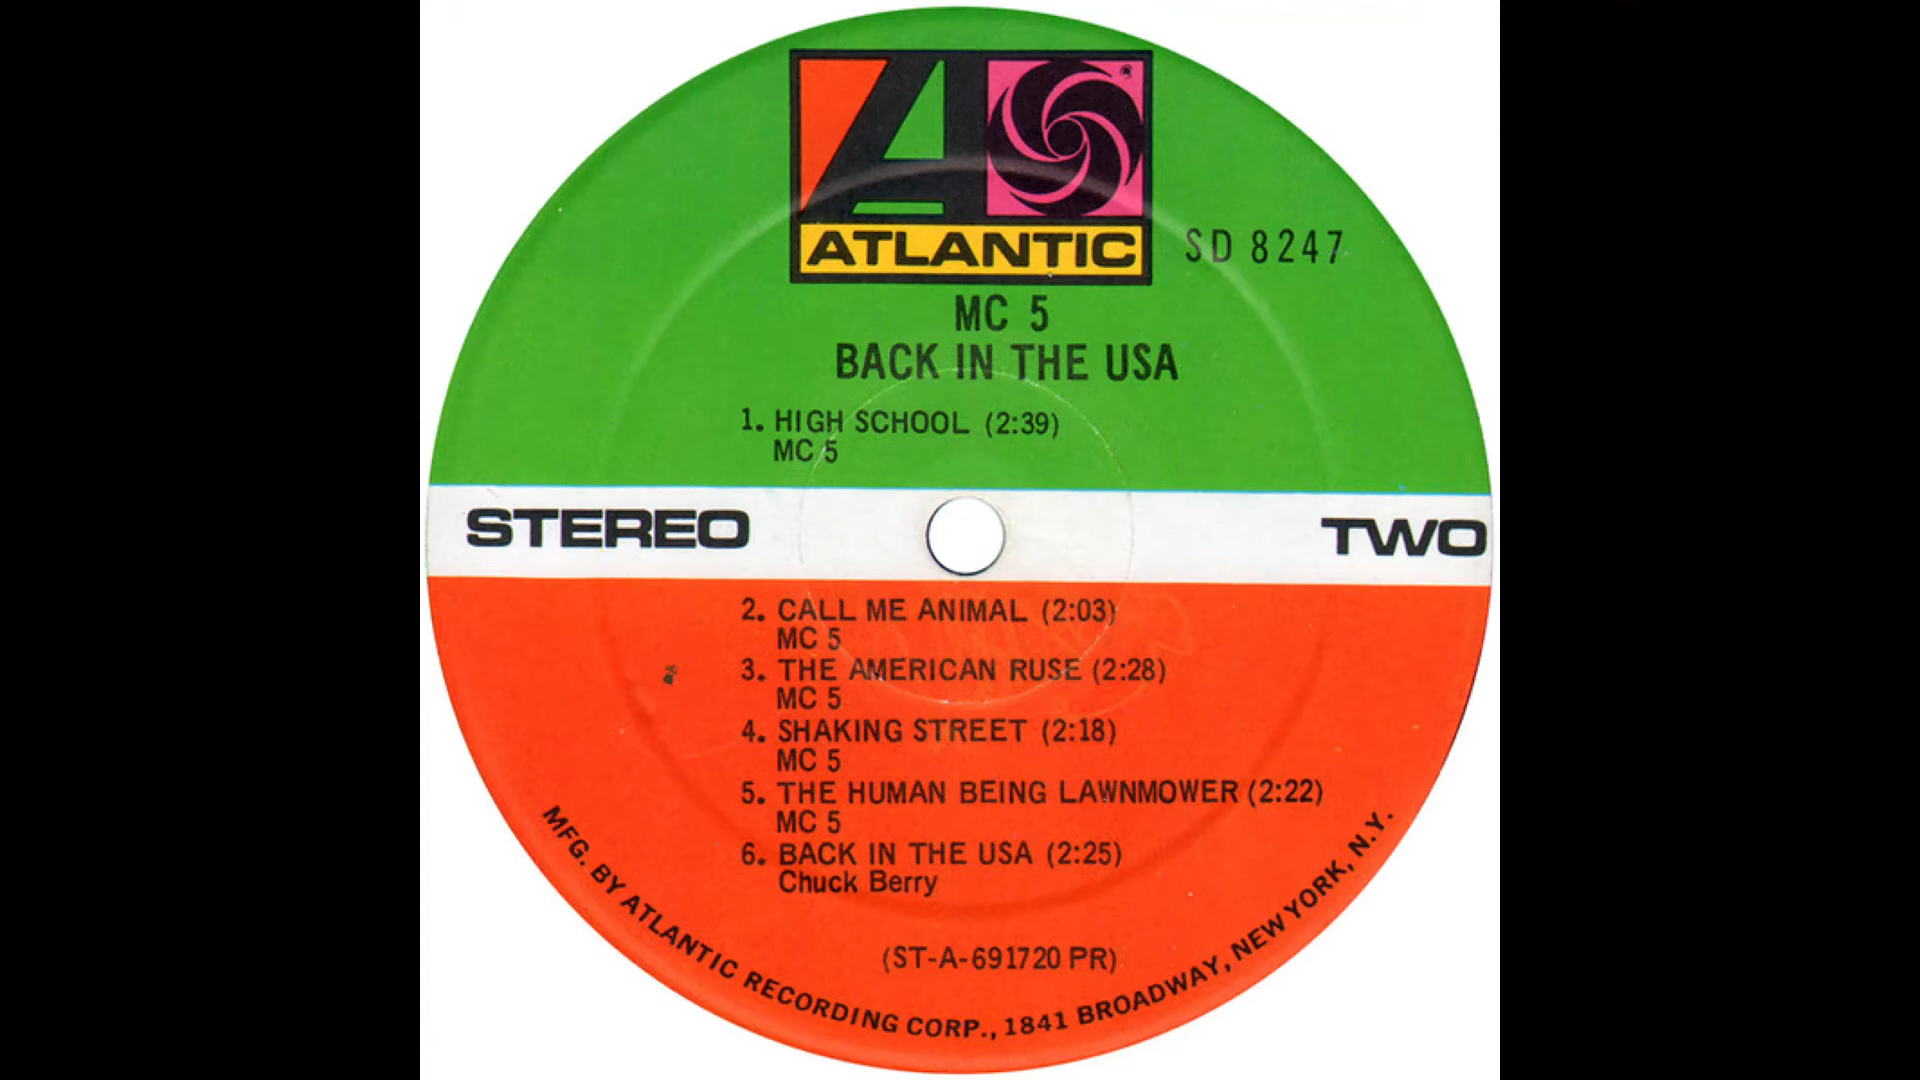 ATLANTIC
SD 8247
MC 5
BACK IN THE USA
1. HIGH SCHOOL (2:39)
MC 5
STEREO
TWO
2. CALL ME ANIMAL (2:03)
MC 5
3. THE AMERICAN RUSE (2:28)
MC 5
4. SHAKING STREET (2:18)
MC 5
5. THE HUMAN BEING LAWNMOWER (2:22)
MC 5
6. BACK IN THE USA (2:25)
Chuck Berry
(ST-A-691720 PR)
MFG. BY ATLANTIC RECORDING CORP., 1841 BROADWAY, NEW YORK, N.Y.